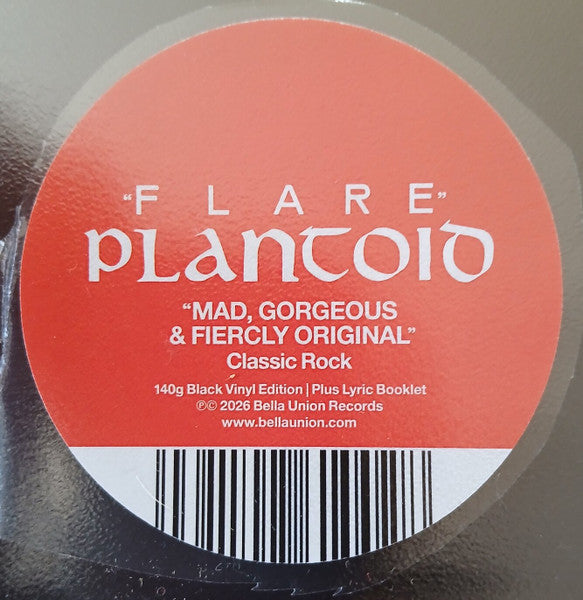 “FLARE”
PLANTOID
“MAD, GORGEOUS
& FIERCLY ORIGINAL”
Classic Rock
140g Black Vinyl Edition | Plus Lyric Booklet
℗© 2026 Bella Union Records
www.bellaunion.com